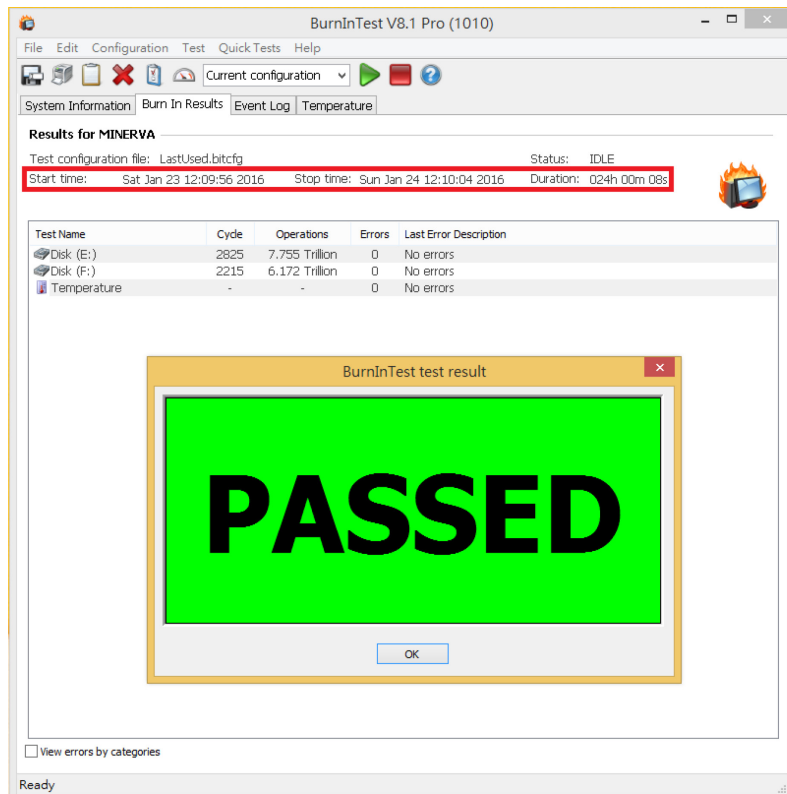 BurnInTest V8.1 Pro (1010)
File Edit Configuration Test Quick Tests Help
Current configuration
System Information Burn In Results Event Log Temperature
Results for MINERVA
Test configuration file: LastUsed.bitcfg Status: IDLE
Start time: Sat Jan 23 12:09:56 2016 Stop time: Sun Jan 24 12:10:04 2016 Duration: 024h 00m 08s
Test Name Cycle Operations Errors Last Error Description
Disk (E:) 2825 7.755 Trillion 0 No errors
Disk (F:) 2215 6.172 Trillion 0 No errors
Temperature - - 0 No errors
BurnInTest test result
PASSED
OK
View errors by categories
Ready